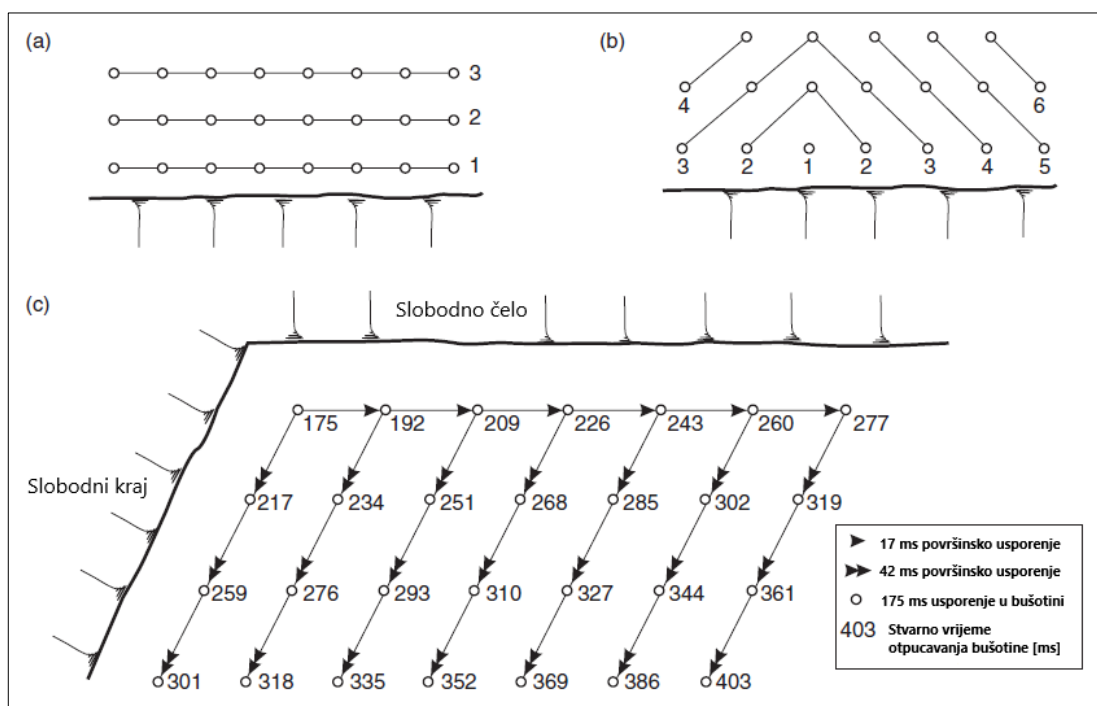 (a)
3
2
1
(b)
4
6
3 2 1 2 3 4 5
(c)
Slobodno čelo
Slobodni kraj
175 192 209 226 243 260 277
217 234 251 268 285 302 319
259 276 293 310 327 344 361
301 318 335 352 369 386 403
17 ms površinsko usporenje
42 ms površinsko usporenje
175 ms usporenje u bušotini
403 Stvarno vrijeme
otpucavanja bušotine [ms]